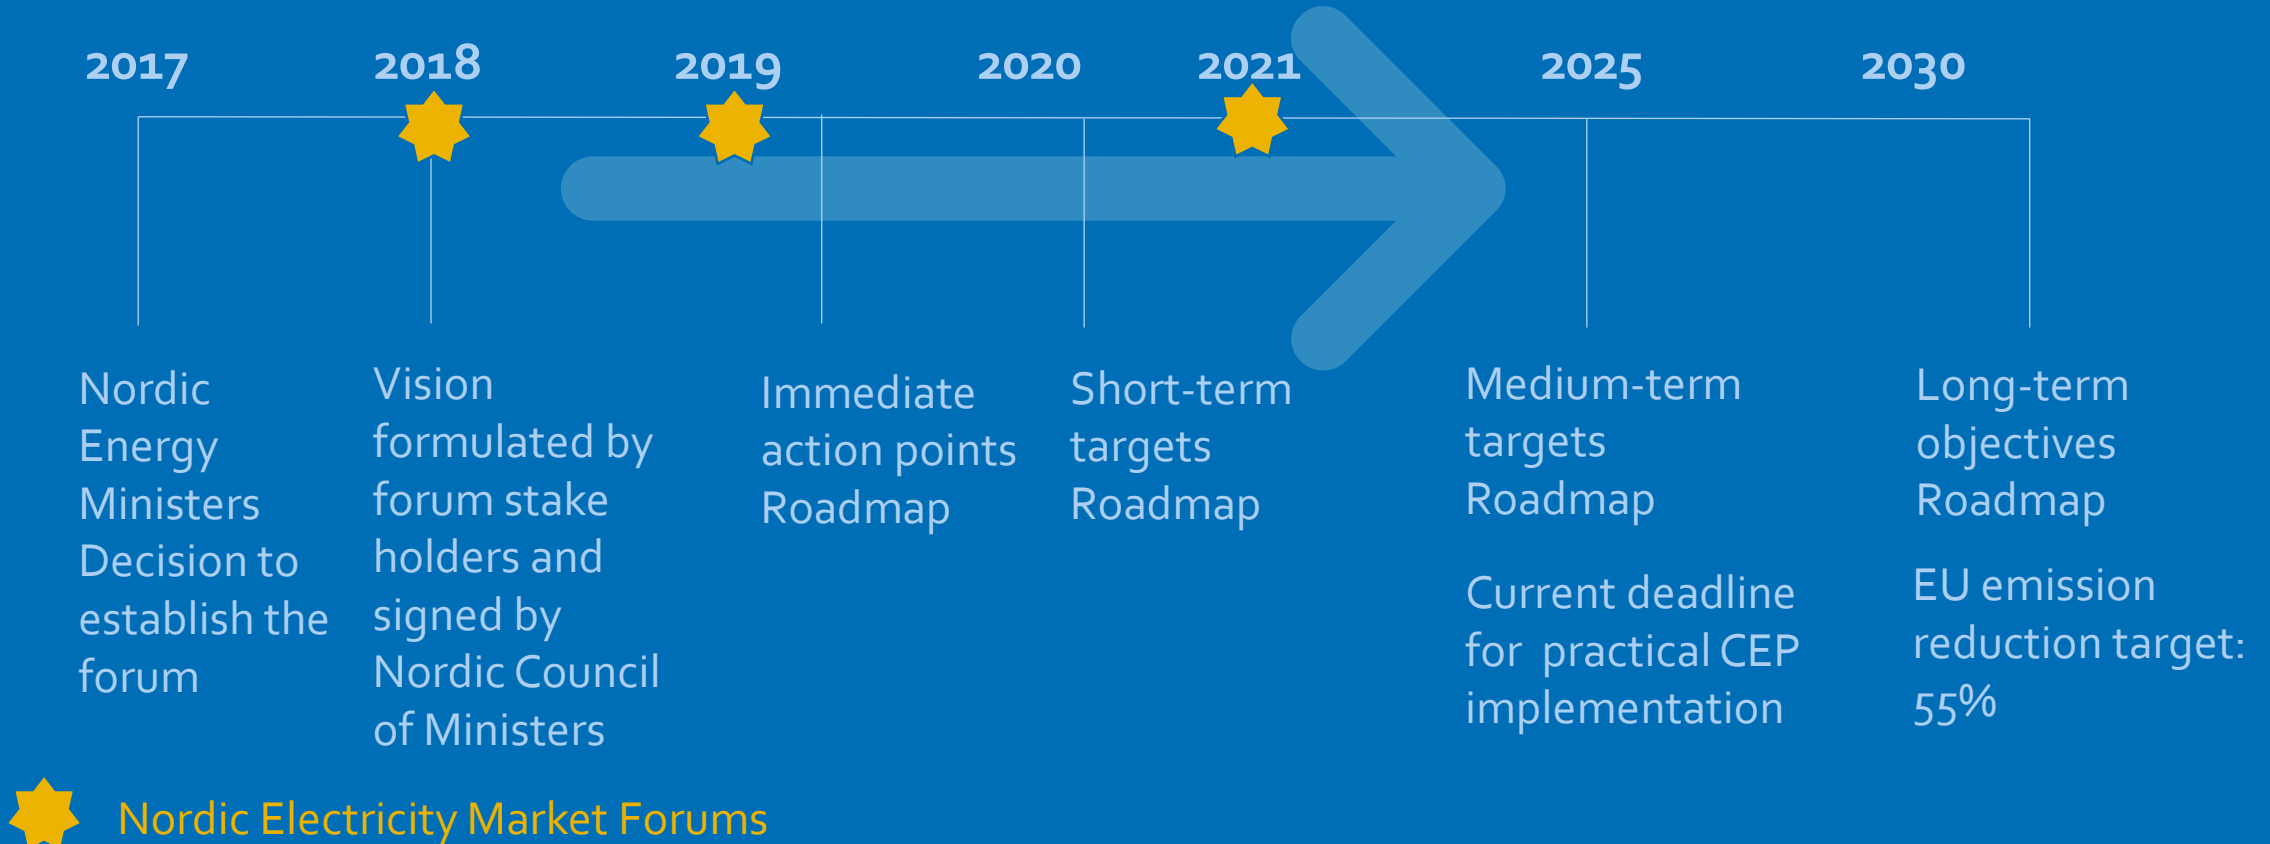 2017
2018
2019
2020
2021
2025
2030
Nordic
Energy
Ministers
Decision to
establish the
forum
Vision
formulated by
forum stake
holders and
signed by
Nordic Council
of Ministers
Immediate
action points
Roadmap
Short-term
targets
Roadmap
Medium-term
targets
Roadmap
Current deadline
for practical CEP
implementation
Long-term
objectives
Roadmap
EU emission
reduction target:
55%
Nordic Electricity Market Forums